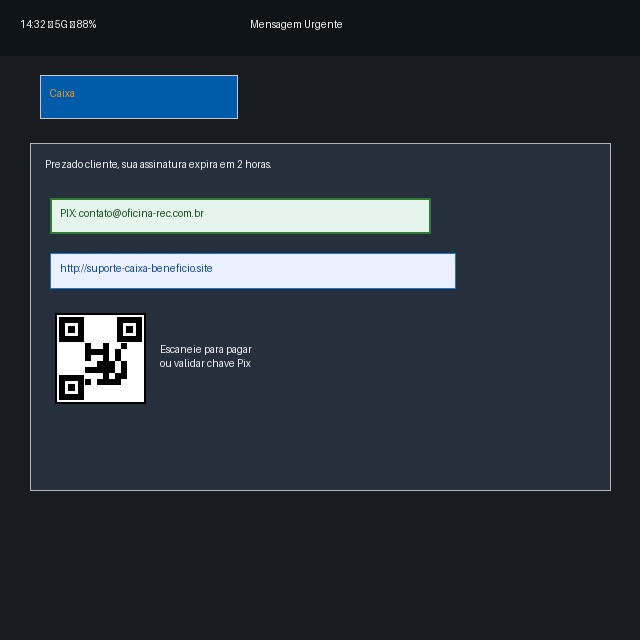 14:32 5G 88%
Mensagem Urgente
Caixa
Prezado cliente, sua assinatura expira em 2 horas.
PIX: contato@oficina-rec.com.br
http://suporte-caixa-beneficio.site
Escaneie para pagar
ou validar chave Pix